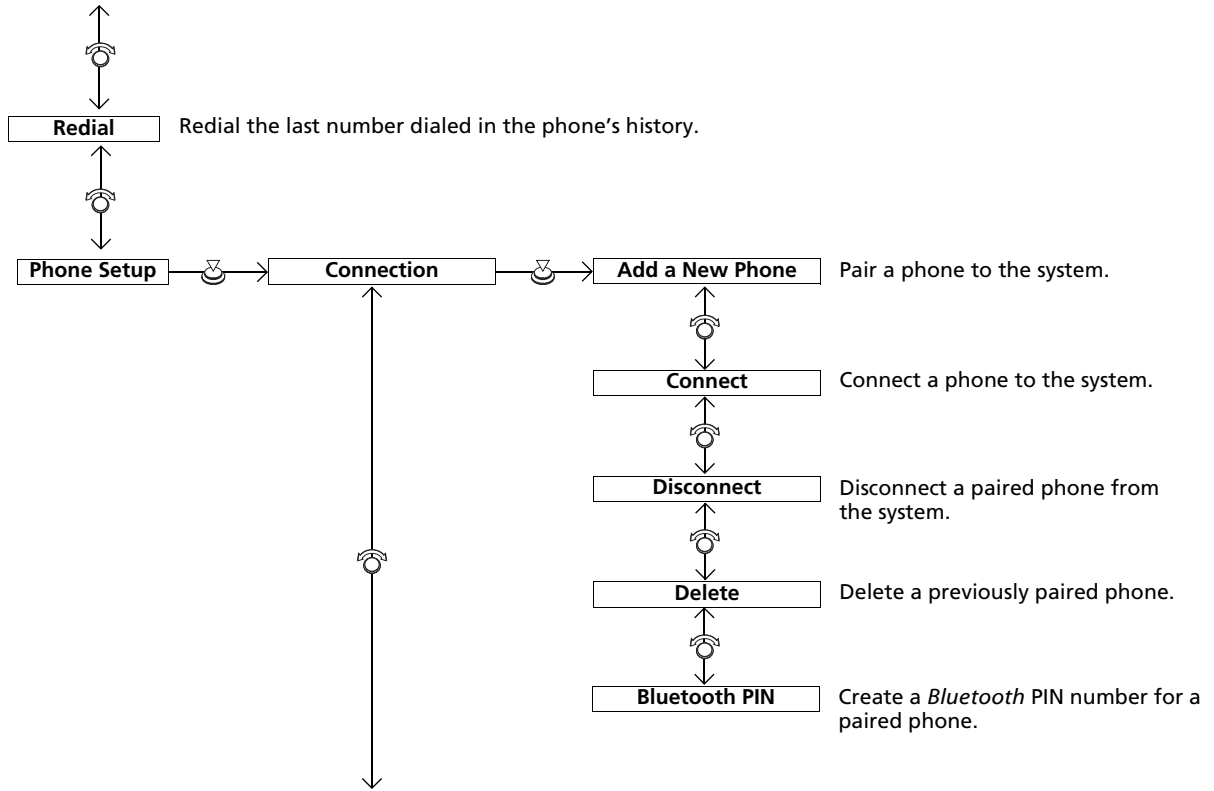 Redial
Redial the last number dialed in the phone’s history.
Phone Setup
Connection
Add a New Phone
Pair a phone to the system.
Connect
Connect a phone to the system.
Disconnect
Disconnect a paired phone from
the system.
Delete
Delete a previously paired phone.
Bluetooth PIN
Create a Bluetooth PIN number for a
paired phone.